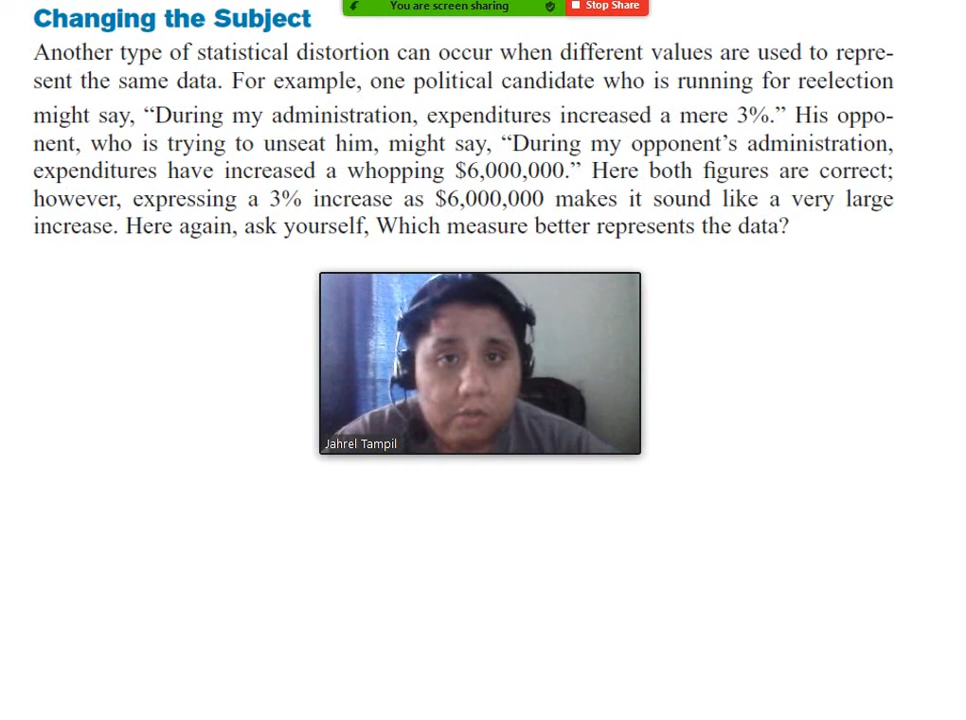 You are screen sharing
Stop Share
Changing the Subject
Another type of statistical distortion can occur when different values are used to repre-
sent the same data. For example, one political candidate who is running for reelection
might say, “During my administration, expenditures increased a mere 3%.” His oppo-
nent, who is trying to unseat him, might say, “During my opponent’s administration,
expenditures have increased a whopping $6,000,000.” Here both figures are correct;
however, expressing a 3% increase as $6,000,000 makes it sound like a very large
increase. Here again, ask yourself, Which measure better represents the data?
Jahrel Tampil